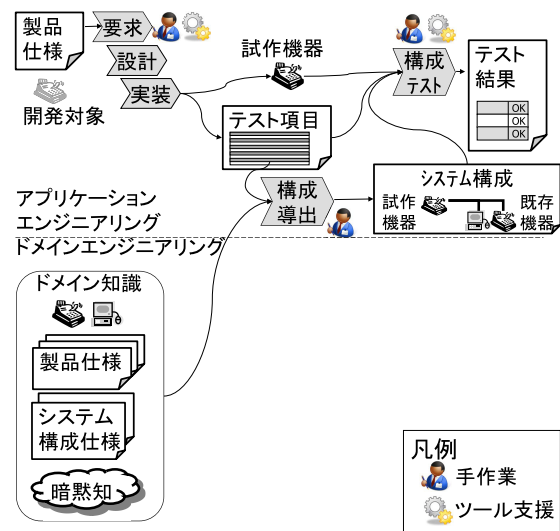 製品
仕様
要求
設計
実装
開発対象
試作機器
構成
テスト
テスト
結果
OK
OK
OK
テスト項目
構成
導出
システム構成
試作
機器
既存
機器
アプリケーション
エンジニアリング
ドメインエンジニアリング
ドメイン知識
製品仕様
システム
構成仕様
暗黙知
凡例
手作業
ツール支援